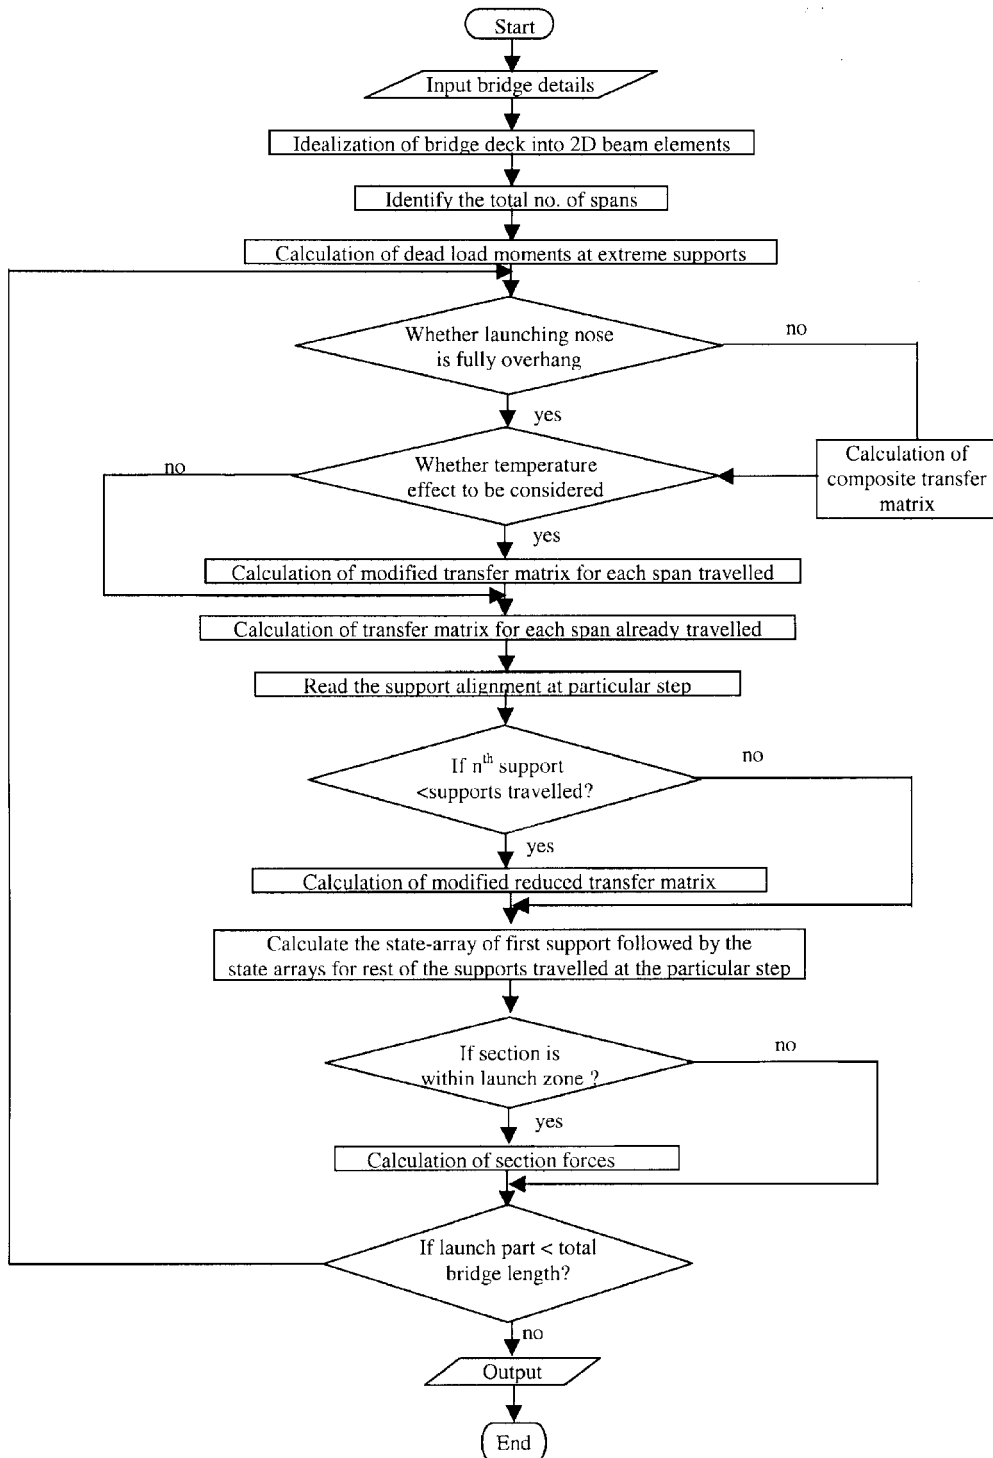 Start
Input bridge details
Idealization of bridge deck into 2D beam elements
Identify the total no. of spans
Calculation of dead load moments at extreme supports
Whether launching nose
is fully overhang
no
yes
Calculation of
composite transfer
matrix
no
Whether temperature
effect to be considered
yes
Calculation of modified transfer matrix for each span travelled
Calculation of transfer matrix for each span already travelled
Read the support alignment at particular step
If nth support
<supports travelled?
no
yes
Calculation of modified reduced transfer matrix
Calculate the state-array of first support followed by the
state arrays for rest of the supports travelled at the particular step
If section is
within launch zone ?
no
yes
Calculation of section forces
If launch part < total
bridge length?
no
Output
End